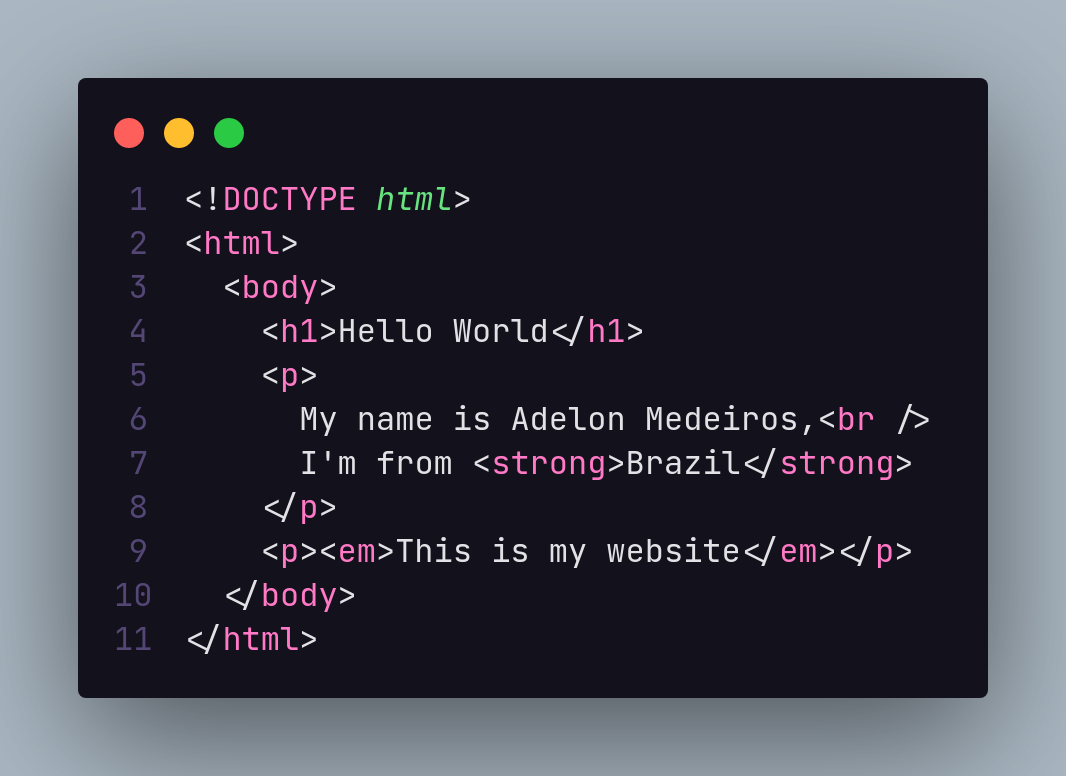 1 <!DOCTYPE html>
2 <html>
3   <body>
4     <h1>Hello World</h1>
5     <p>
6       My name is Adelon Medeiros,<br />
7       I'm from <strong>Brazil</strong>
8     </p>
9     <p><em>This is my website</em></p>
10   </body>
11 </html>